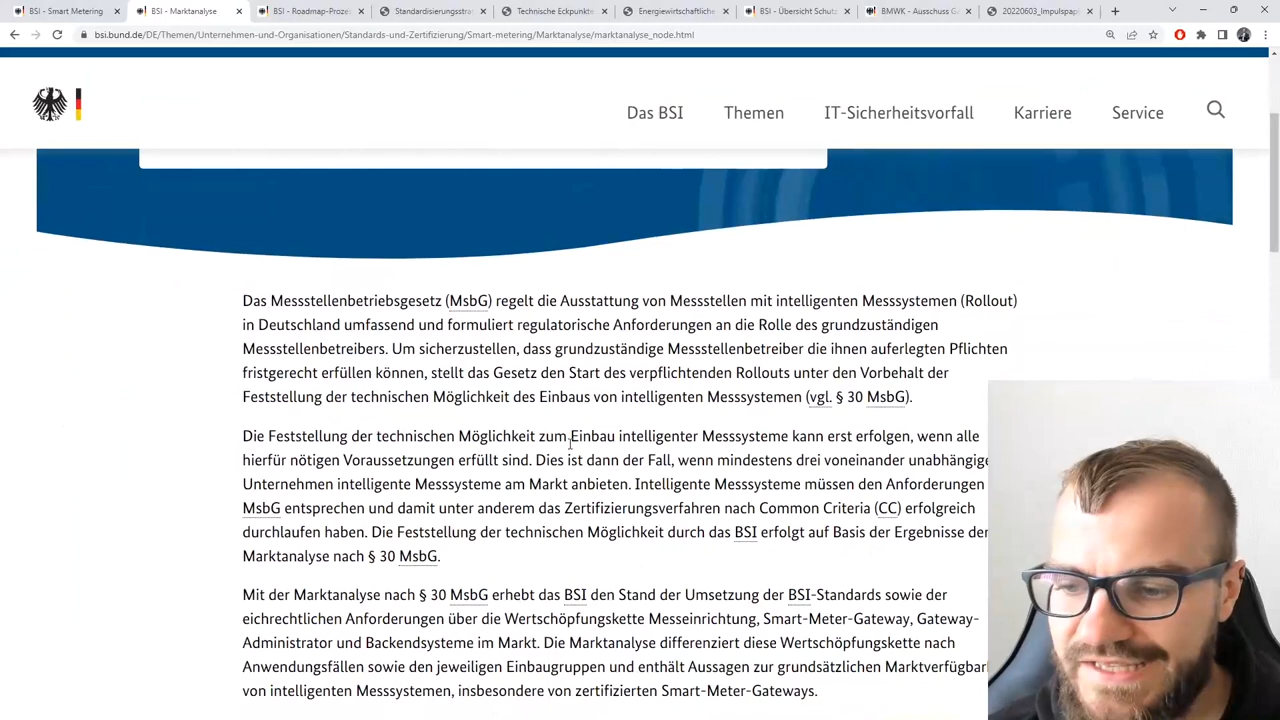 BSI - Smart Metering
BSI - Marktanalyse
BSI - Roadmap-Proze
Standardisierungsstra
Technische Eckpunkte
Energiewirtschaftliche
BSI - Übersicht Schutz
BMWK - Ausschuss G
20220603_Impulspap
bsi.bund.de/DE/Themen/Unternehmen-und-Organisationen/Standards-und-Zertifizierung/Smart-metering/Marktanalyse/marktanalyse_node.html
Das BSI Themen IT-Sicherheitsvorfall Karriere Service
Das Messstellenbetriebsgesetz (MsbG) regelt die Ausstattung von Messstellen mit intelligenten Messsystemen (Rollout)
in Deutschland umfassend und formuliert regulatorische Anforderungen an die Rolle des grundzuständigen
Messstellenbetreibers. Um sicherzustellen, dass grundzuständige Messstellenbetreiber die ihnen auferlegten Pflichten
fristgerecht erfüllen können, stellt das Gesetz den Start des verpflichtenden Rollouts unter den Vorbehalt der
Feststellung der technischen Möglichkeit des Einbaus von intelligenten Messsystemen (vgl. § 30 MsbG).
Die Feststellung der technischen Möglichkeit zum Einbau intelligenter Messsysteme kann erst erfolgen, wenn alle
hierfür nötigen Voraussetzungen erfüllt sind. Dies ist dann der Fall, wenn mindestens drei voneinander unabhängige
Unternehmen intelligente Messsysteme am Markt anbieten. Intelligente Messsysteme müssen den Anforderungen
MsbG entsprechen und damit unter anderem das Zertifizierungsverfahren nach Common Criteria (CC) erfolgreich
durchlaufen haben. Die Feststellung der technischen Möglichkeit durch das BSI erfolgt auf Basis der Ergebnisse der
Marktanalyse nach § 30 MsbG.
Mit der Marktanalyse nach § 30 MsbG erhebt das BSI den Stand der Umsetzung der BSI-Standards sowie der
eichrechtlichen Anforderungen über die Wertschöpfungskette Messeinrichtung, Smart-Meter-Gateway, Gateway-
Administrator und Backendsysteme im Markt. Die Marktanalyse differenziert diese Wertschöpfungskette nach
Anwendungsfällen sowie den jeweiligen Einbaugruppen und enthält Aussagen zur grundsätzlichen Marktverfügbar
von intelligenten Messsystemen, insbesondere von zertifizierten Smart-Meter-Gateways.